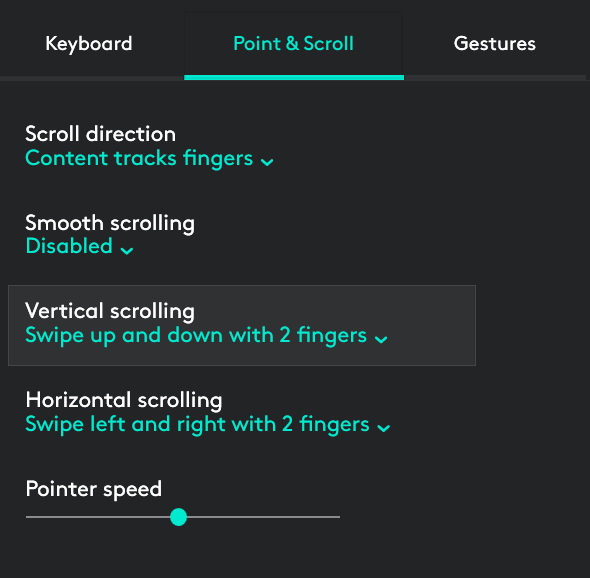 Keyboard
Point & Scroll
Gestures
Scroll direction
Content tracks fingers
Smooth scrolling
Disabled
Vertical scrolling
Swipe up and down with 2 fingers
Horizontal scrolling
Swipe left and right with 2 fingers
Pointer speed